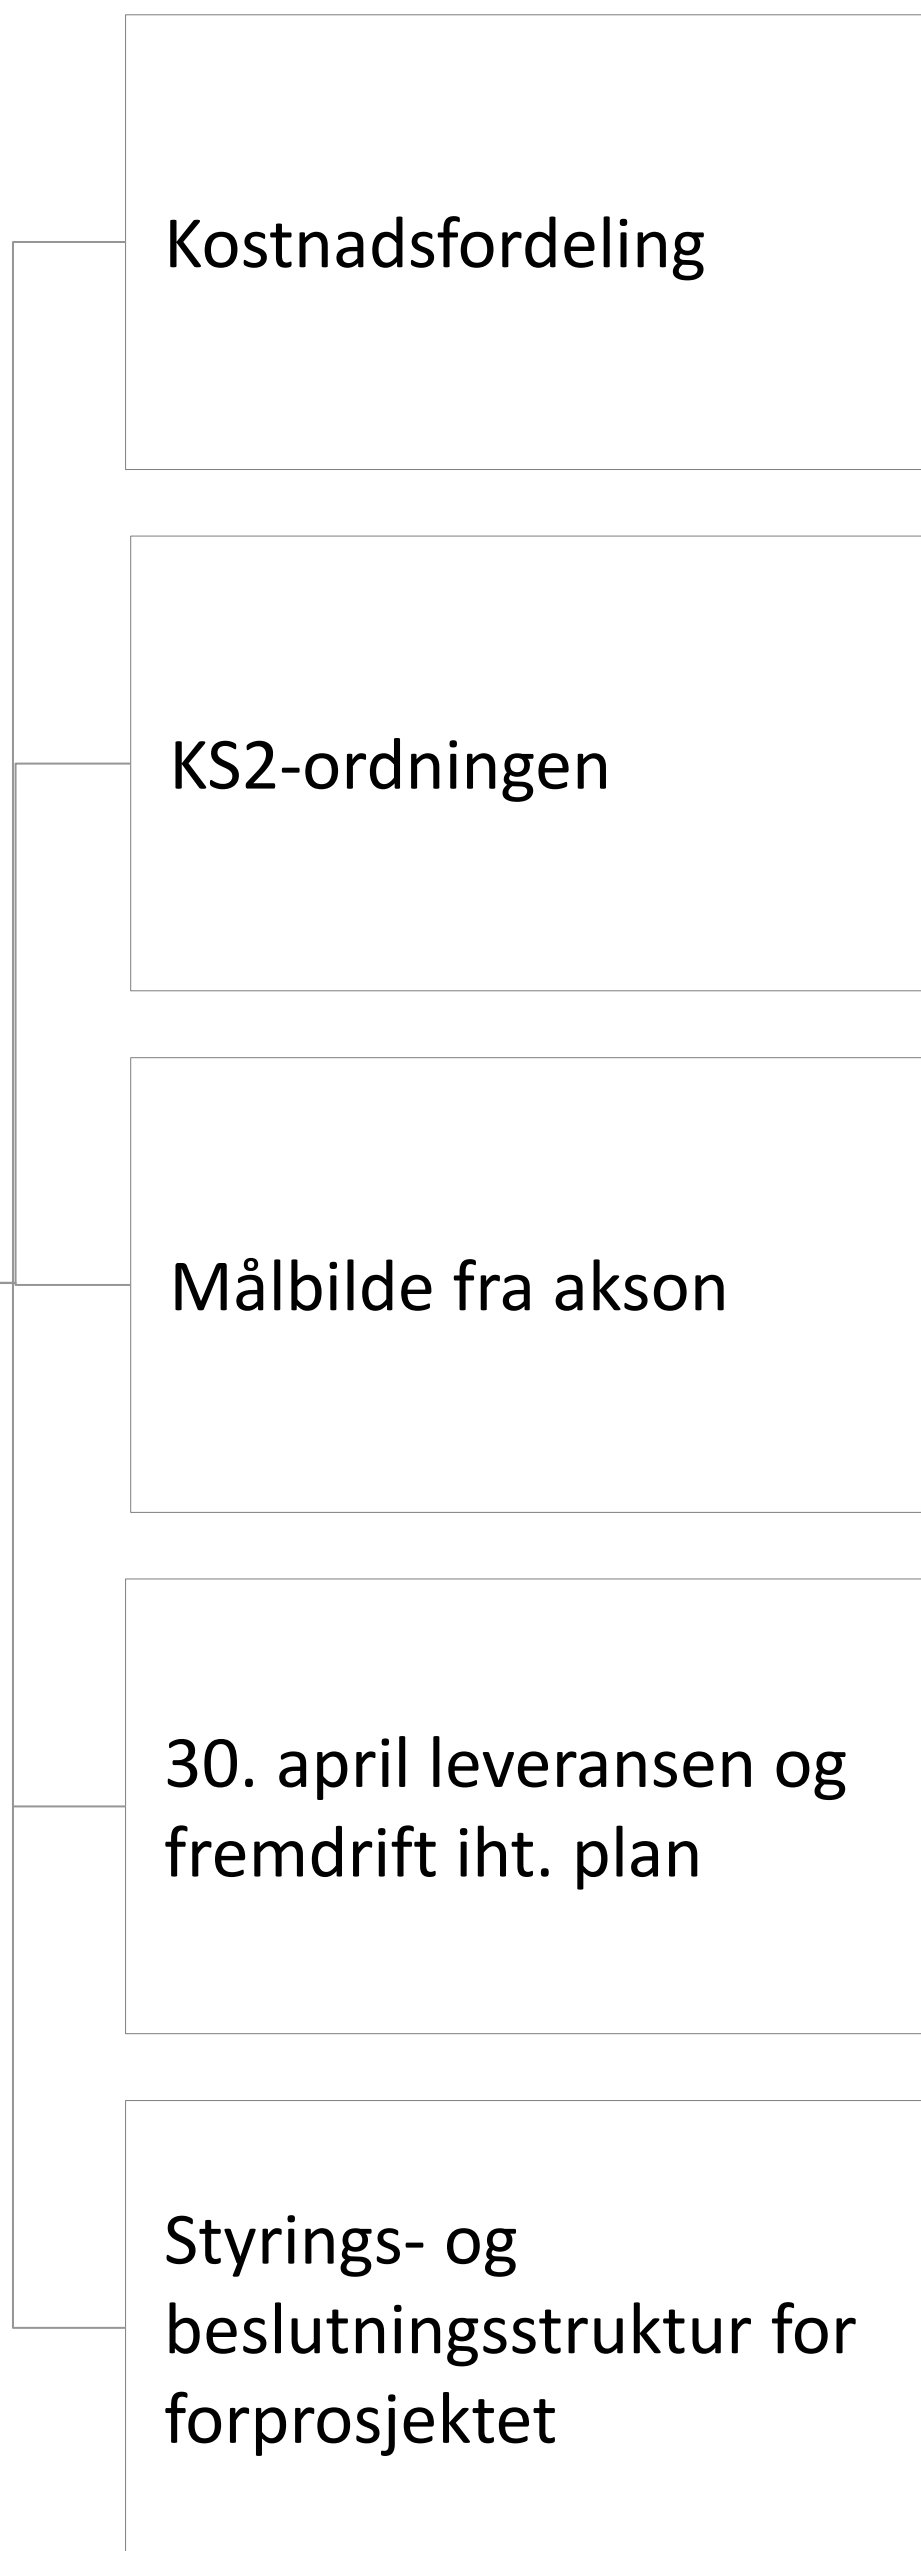 Kostnadsfordeling
KS2-ordningen
Målbilde fra akson
30. april leveransen og
fremdrift iht. plan
Styrings- og
beslutningsstruktur for
forprosjektet